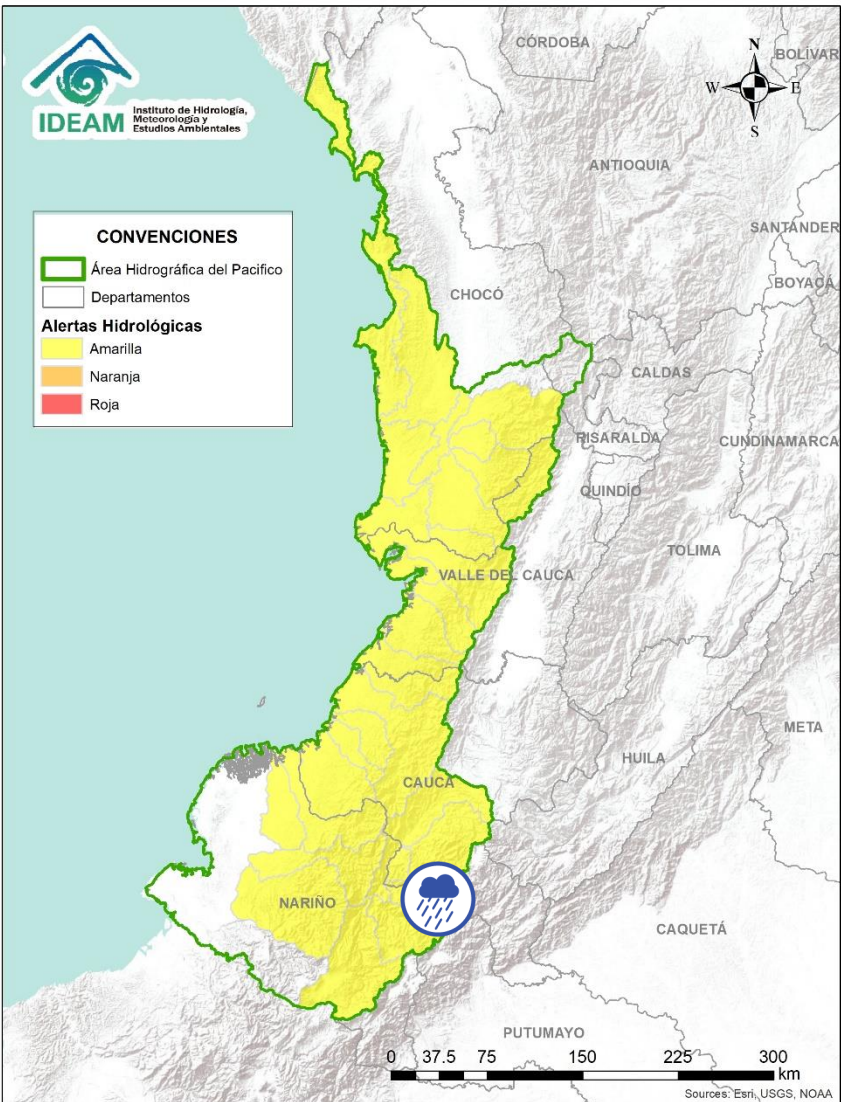 IDEAM
Instituto de Hidrología,
Meteorología y
Estudios Ambientales
N
W
E
S
CÓRDOBA
BOLÍVAR
ANTIOQUIA
SANTANDER
BOYACÁ
CHOCÓ
CALDAS
RISARALDA
CUNDINAMARCA
QUINDÍO
TOLIMA
VALLE DEL CAUCA
META
HUILA
CAUCA
NARIÑO
CAQUETÁ
PUTUMAYO
CONVENCIONES
Área Hidrográfica del Pacifico
Departamentos
Alertas Hidrológicas
Amarilla
Naranja
Roja
0 37.5 75 150 225 300
km
Sources: Esri, USGS, NOAA